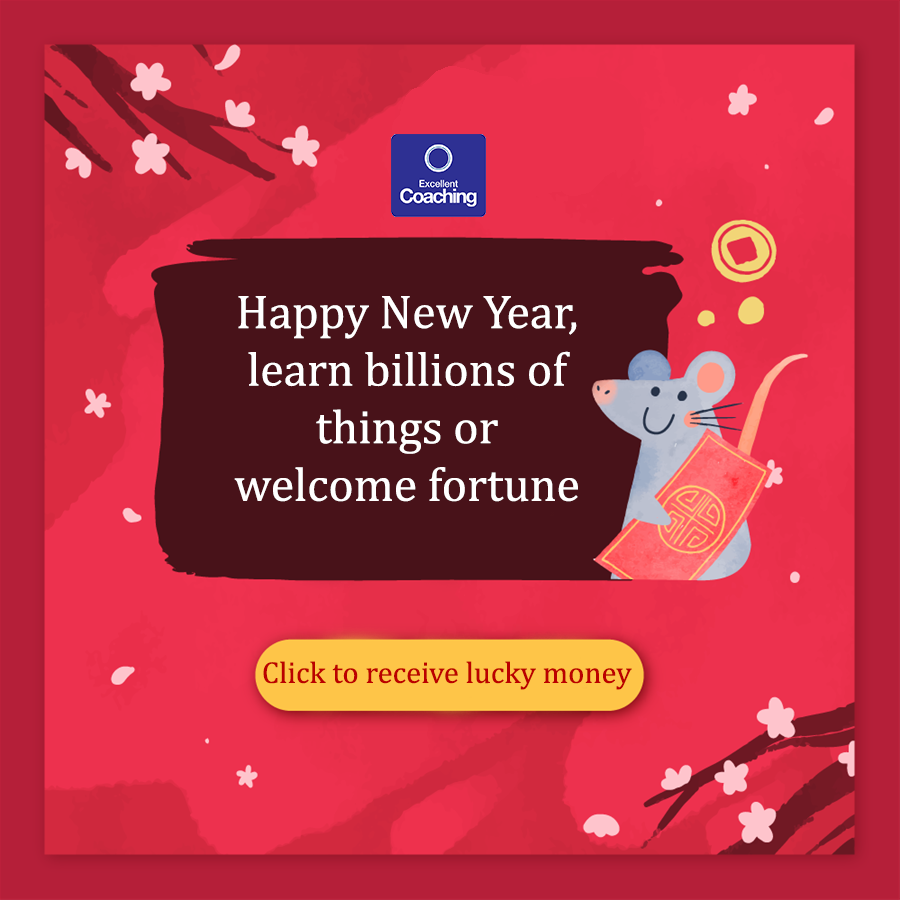 Excellent
Coaching
Happy New Year,
learn billions of
things or
welcome fortune
Click to receive lucky money